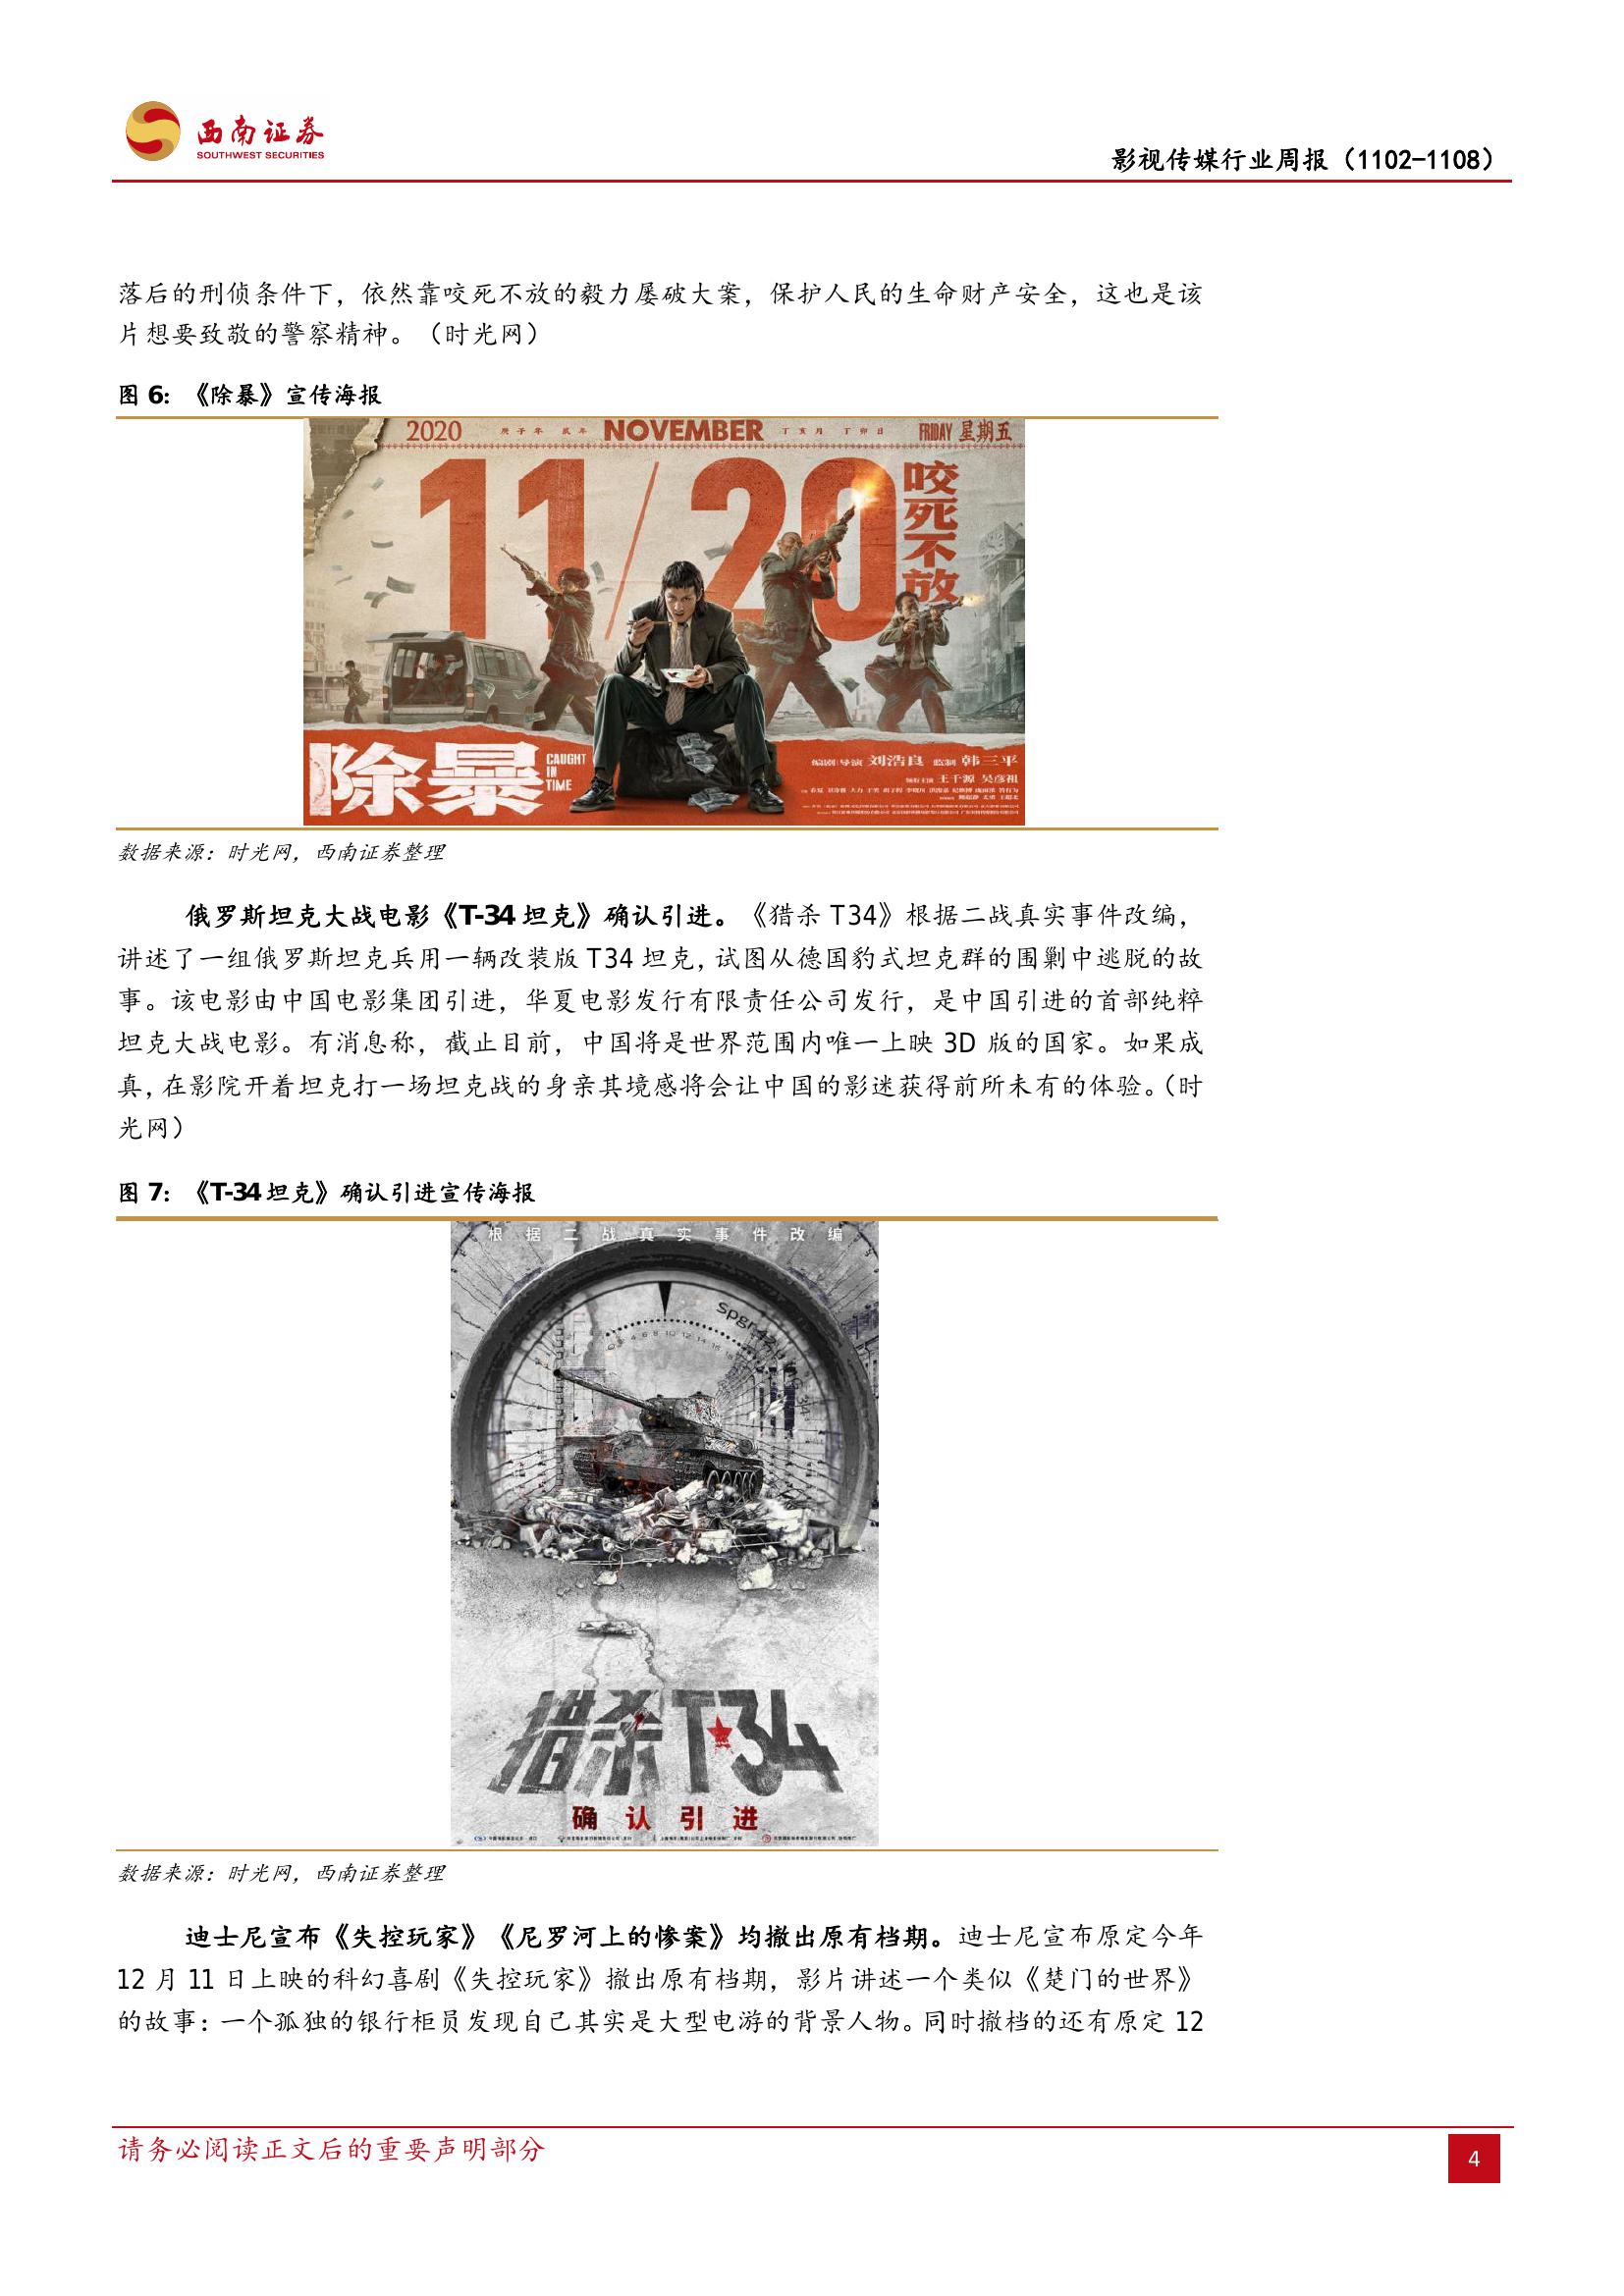 西南证券
SOUTHWEST SECURITIES
影视传媒行业周报（1102-1108）
落后的刑侦条件下，依然靠咬死不放的毅力屡破大案，保护人民的生命财产安全，这也是该
片想要致敬的警察精神。（时光网）
图 6：《除暴》宣传海报
2020 庚子年 鼠年 NOVEMBER 丁亥月 丁卯日 FRIDAY 星期五
11/20
咬死不放
除暴
CAUGHT
IN
TIME
编剧/导演 刘浩良 监制 韩三平
领衔主演 王千源 吴彦祖
数据来源：时光网，西南证券整理
俄罗斯坦克大战电影《T-34 坦克》确认引进。《猎杀 T34》根据二战真实事件改编，
讲述了一组俄罗斯坦克兵用一辆改装版 T34 坦克，试图从德国豹式坦克群的围剿中逃脱的故
事。该电影由中国电影集团引进，华夏电影发行有限责任公司发行，是中国引进的首部纯粹
坦克大战电影。有消息称，截止目前，中国将是世界范围内唯一上映 3D 版的国家。如果成
真，在影院开着坦克打一场坦克战的身亲其境感将会让中国的影迷获得前所未有的体验。（时
光网）
图 7：《T-34 坦克》确认引进宣传海报
根据二战真实事件改编
猎杀T34
确认引进
数据来源：时光网，西南证券整理
迪士尼宣布《失控玩家》《尼罗河上的惨案》均撤出原有档期。迪士尼宣布原定今年
12 月 11 日上映的科幻喜剧《失控玩家》撤出原有档期，影片讲述一个类似《楚门的世界》
的故事：一个孤独的银行柜员发现自己其实是大型电游的背景人物。同时撤档的还有原定 12
请务必阅读正文后的重要声明部分
4